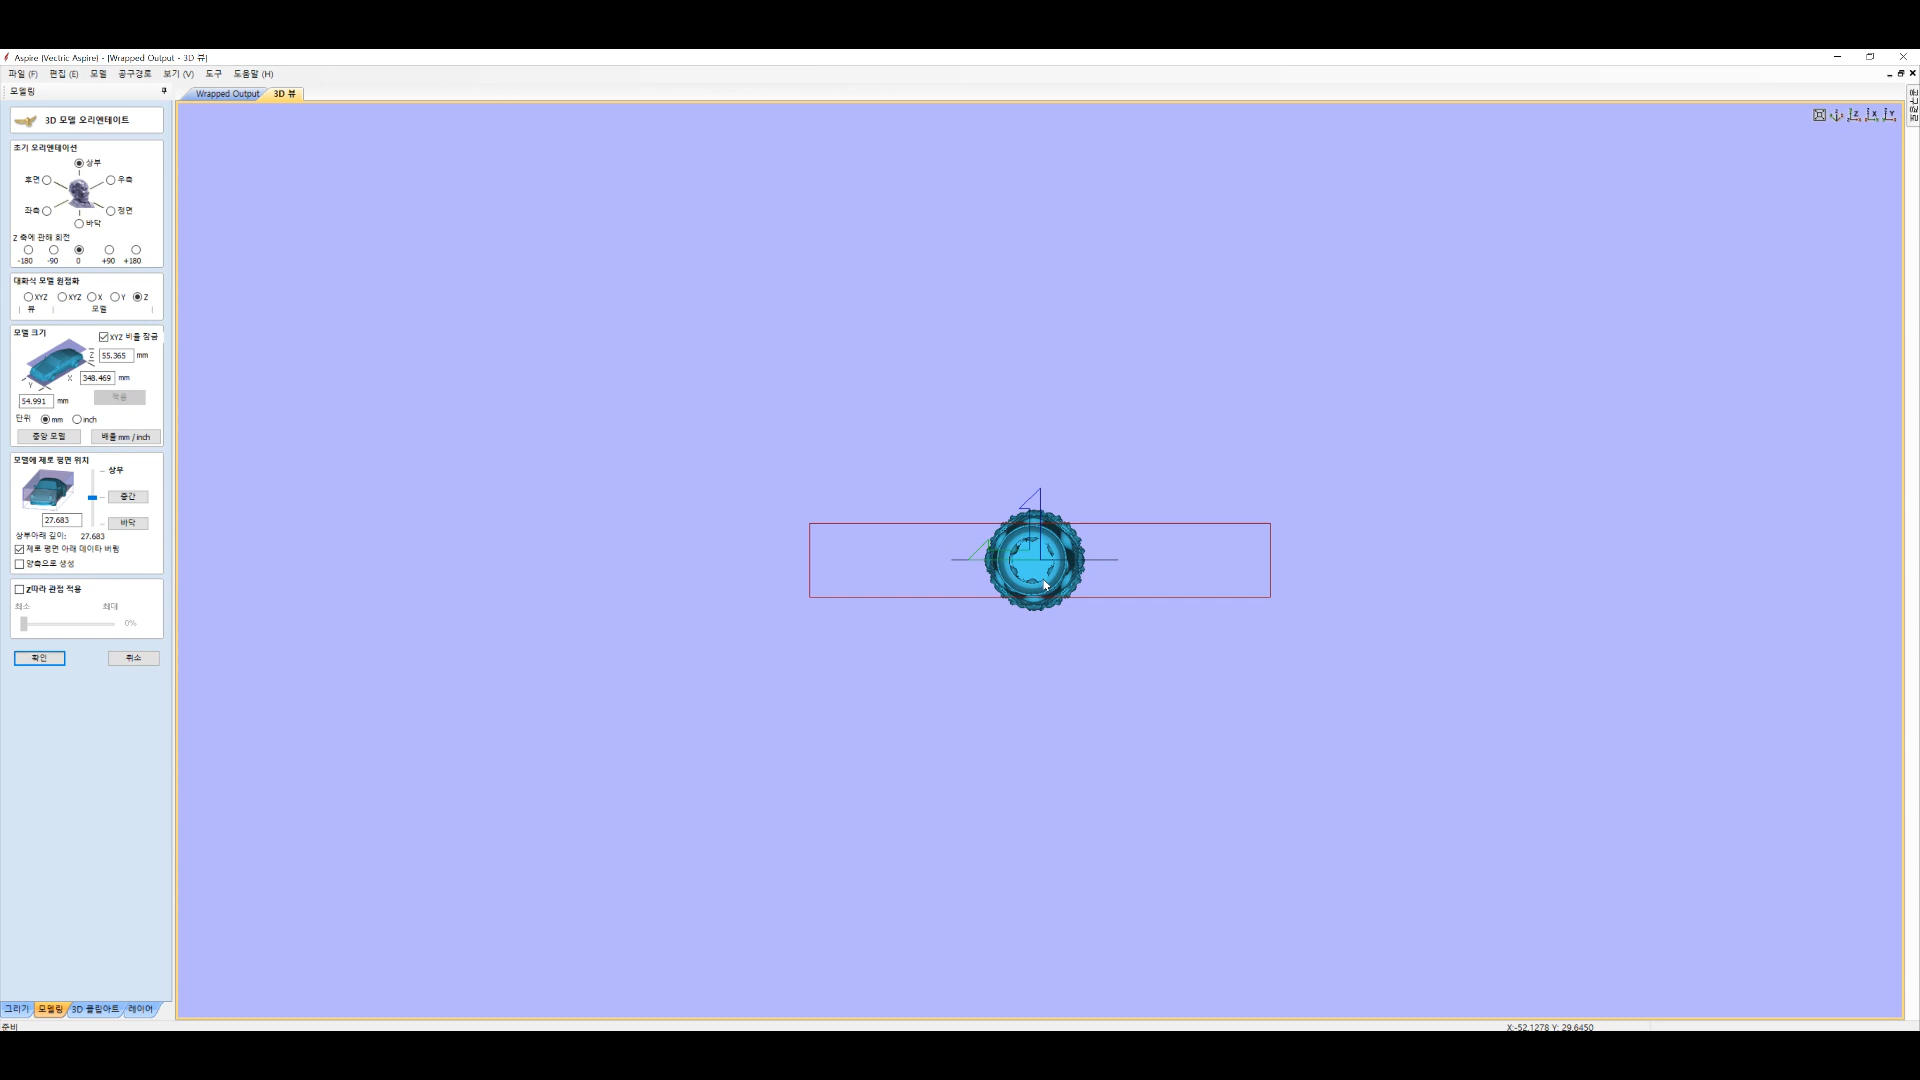 Aspire (Vectric Aspire) - [Wrapped Output - 3D 뷰]
파일 (F) 편집 (E) 모델 공구경로 보기 (V) 도구 도움말 (H)
모델링
Wrapped Output 3D 뷰
3D 모델 오리엔테이트
초기 오리엔테이션
상부
후면 우측
좌측 정면
바닥
Z 축에 관해 회전
-180 -90 0 +90 +180
대화식 모델 원점화
XYZ XYZ X Y Z
뷰 모델
모델 크기
XYZ 비율 잠금
Z 55.365 mm
X 348.469 mm
Y
54.991 mm 적용
단위 mm inch
중앙 모델 배율 mm / inch
모델에 제로 평면 위치
상부
중간
27.683 바닥
상부아래 깊이: 27.683
제로 평면 아래 데이타 버림
양측으로 생성
Z따라 관점 적용
최소 최대
0%
확인 취소
그리기 모델링 3D 클립아트 레이어
준비
X:-52.1278 Y: 29.6450
공구경로